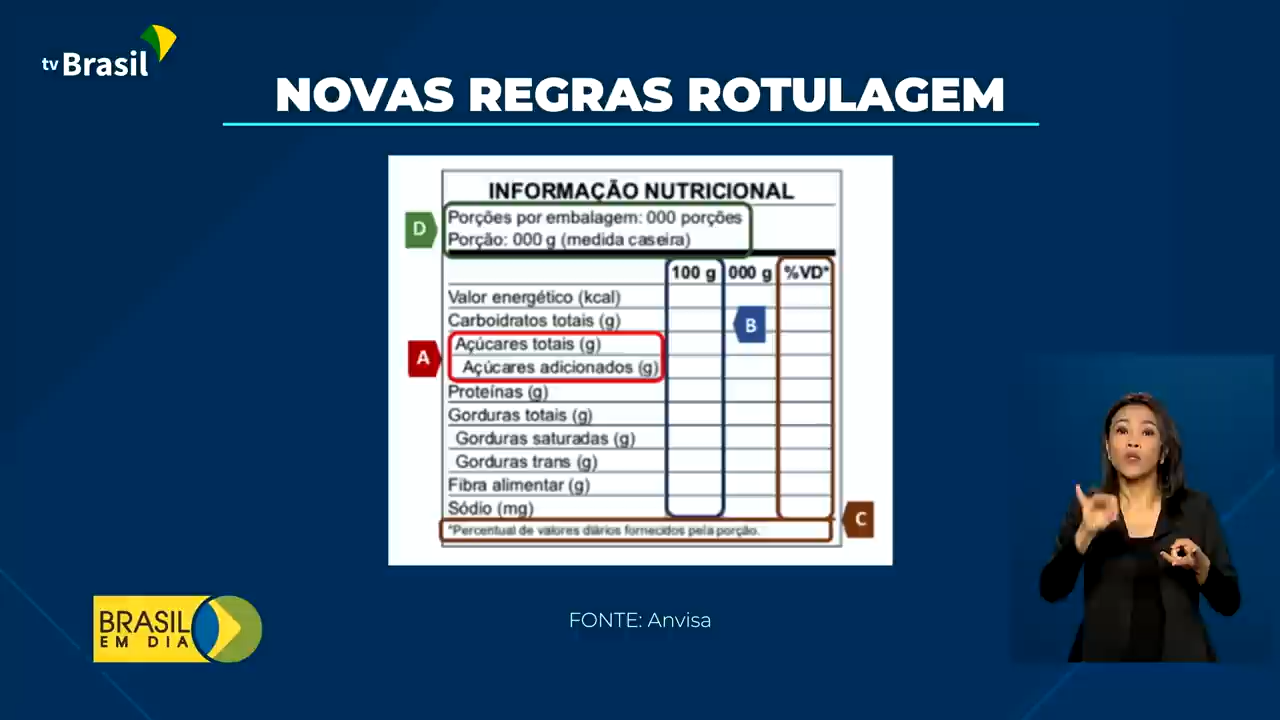 tv Brasil
NOVAS REGRAS ROTULAGEM
INFORMAÇÃO NUTRICIONAL
D
Porções por embalagem: 000 porções
Porção: 000 g (medida caseira)
100 g 000 g %VD*
Valor energético (kcal)
Carboidratos totais (g)
B
A
Açúcares totais (g)
Açúcares adicionados (g)
Proteínas (g)
Gorduras totais (g)
Gorduras saturadas (g)
Gorduras trans (g)
Fibra alimentar (g)
Sódio (mg)
C
*Percentual de valores diários fornecidos pela porção.
BRASIL
EM DIA
FONTE: Anvisa